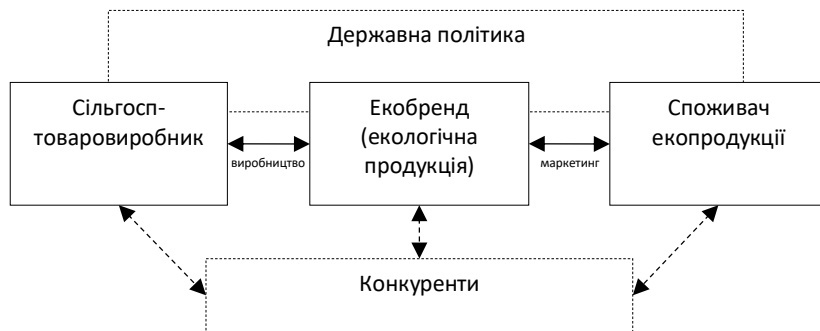 Державна політика
Сільгосп-
товаровиробник
Екобренд
(екологічна
продукція)
Споживач
екопродукції
виробництво
маркетинг
Конкуренти